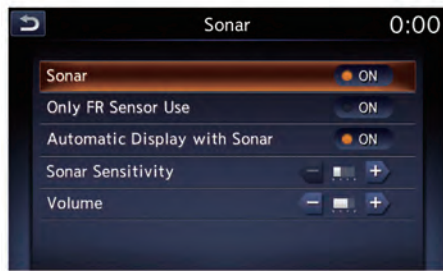 Sonar 0:00
Sonar ON
Only FR Sensor Use ON
Automatic Display with Sonar ON
Sonar Sensitivity − +
Volume − +